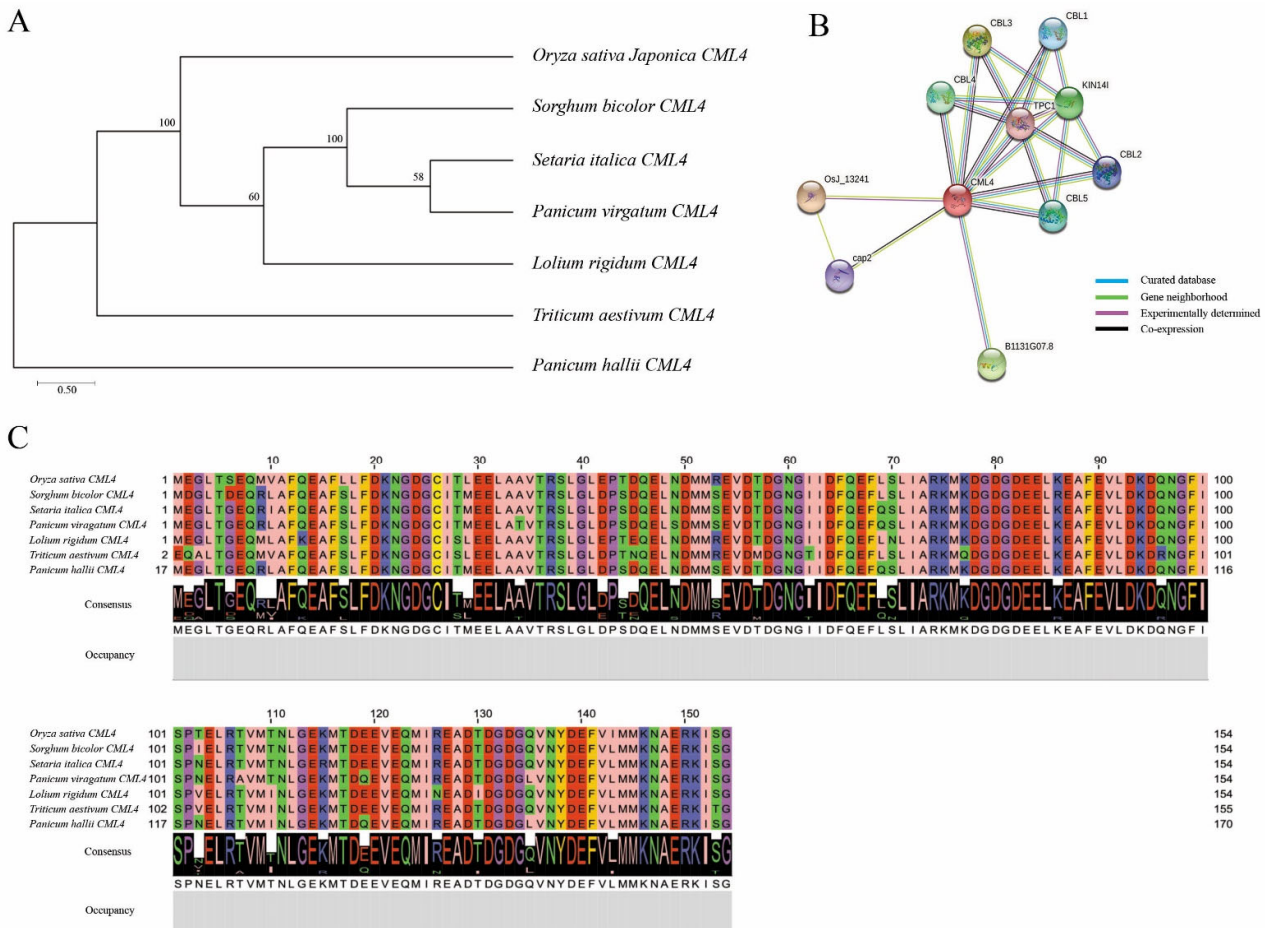 A
Oryza sativa Japonica CML4
Sorghum bicolor CML4
100
100
Setaria italica CML4
58
Panicum virgatum CML4
60
Lolium rigidum CML4
Triticum aestivum CML4
Panicum hallii CML4
0.50
B
CBL3
CBL1
CBL4
KIN14I
TPC1
CBL2
OsJ_13241
CML4
CBL5
cap2
B1131G07.8
Curated database
Gene neighborhood
Experimentally determined
Co-expression
C
10 20 30 40 50 60 70 80 90
Oryza sativa CML4 1 MEGLTSEQMVAFQEAFLLFDKNGDGCITLEELAAVTRSLGLEPTDQELNDMMREVDTDGNGIIDFQEFLSLIARKMKDGDGDEELKEAFEVLDKDQNGFI 100
Sorghum bicolor CML4 1 MDGLTDEQRLAFQEAFSLFDKNGDGCITMEELAAVTRSLGLDPSDQELNDMMSEVDTDGNGIIDFQEFLSLIARKMKDGDGDEELKEAFEVLDKDQNGFI 100
Setaria italica CML4 1 MEGLTGEQRIAFQEAFSLFDKNGDGCITMEELAAVTRSLGLDPSDQELNDMMSEVDTDGNGIIDFQEFQSLIARKMKDGDGDEELKEAFEVLDKDQNGFI 100
Panicum viragatum CML4 1 MEGLTGEQRIAFQEAFSLFDKNGDGCITMEELATVTRSLGLDPSDQELSDMMSEVDTDGNGIIDFQEFQSLIARKMKDGDGDEELKEAFEVLDKDQNGFI 100
Lolium rigidum CML4 1 MEGLTGEQMIAFKEAFSLFDKNGDGCITMEELAAVTRSLGLDPTEQELNDMMREVDTDGNGIIDFQEFLNLIARKMKDGDGDEELKEAFEVLDKDQNGFI 100
Triticum aestivum CML4 2 EQALTGEQMVAFQEAFSLFDKNGDGCISLEELAAVTRSLGLDPTNQELNDMMREVDMDGNGTIDFQEFLSLIARKMQDGDGDEELKEAFEVLDKDRNGFI 101
Panicum hallii CML4 17 MEGLTGEQRLAFQEAFSLFDKNGDGCITMEELAAVTRSLGLDPSDQELNDMMSEVDTDGNGIIDFQEFLSLIARKMKDGDGDEELKEAFEVLDKDQNGFI 116
Consensus
MEGLTGEQRLAFQEAFSLFDKNGDGCITMEELAAVTRSLGLDPSDQELNDMMSEVDTDGNGIIDFQEFLSLIARKMKDGDGDEELKEAFEVLDKDQNGFI
Occupancy
110 120 130 140 150
Oryza sativa CML4 101 SPTELRTVMTNLGEKMTDEEVEQMIREADTDGDGQVNYDEFVIMMKNAERKISG 154
Sorghum bicolor CML4 101 SPIELRTVMTNLGEKMTDEEVEQMIREADTDGDGQVNYDEFVLMMKNAERKISG 154
Setaria italica CML4 101 SPNELRTVMTNLGEKMTDEEVEQMIREADTDGDGQVNYDEFVLMMKNAERKISG 154
Panicum viragatum CML4 101 SPNELRAVMTNLGEKMTDQEVEQMIREADTDGDGLVNYDEFVLMMKNAERKISG 154
Lolium rigidum CML4 101 SPVELRTVMINLGEKMTDEEVEQMINEADIDGDGQVNYDEFVLMMKNAERKISG 154
Triticum aestivum CML4 102 SPVELRTVMINLGEKMTDEEVEQMIREADTDGDGQVNYDEFVLMMKNAERKITG 155
Panicum hallii CML4 117 SPNELRTVMINLGERMTDQEVEQMIREADTDGDGLVNYDEFVLMMKNAERKISG 170
Consensus
SPNELRTVMTNLGEKMTDEEVEQMIREADTDGDGQVNYDEFVLMMKNAERKISG
Occupancy